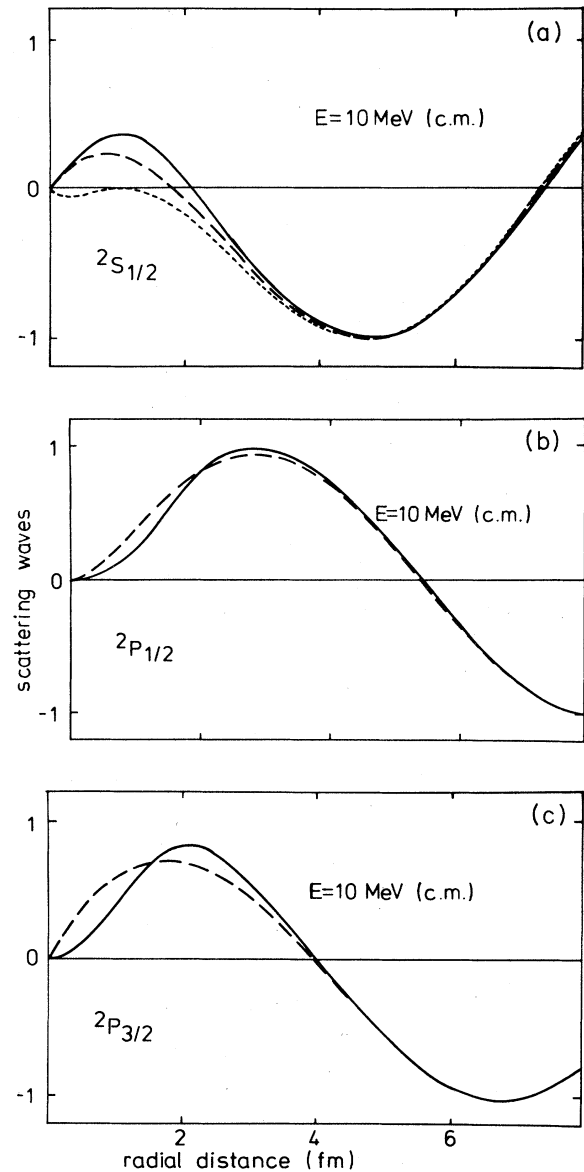 (a)
1
E=10 MeV (c.m.)
0
2S1/2
-1
(b)
1
E=10 MeV (c.m.)
0
2P1/2
-1
scattering waves
(c)
1
E=10 MeV (c.m.)
0
2P3/2
-1
2 4 6
radial distance (fm)